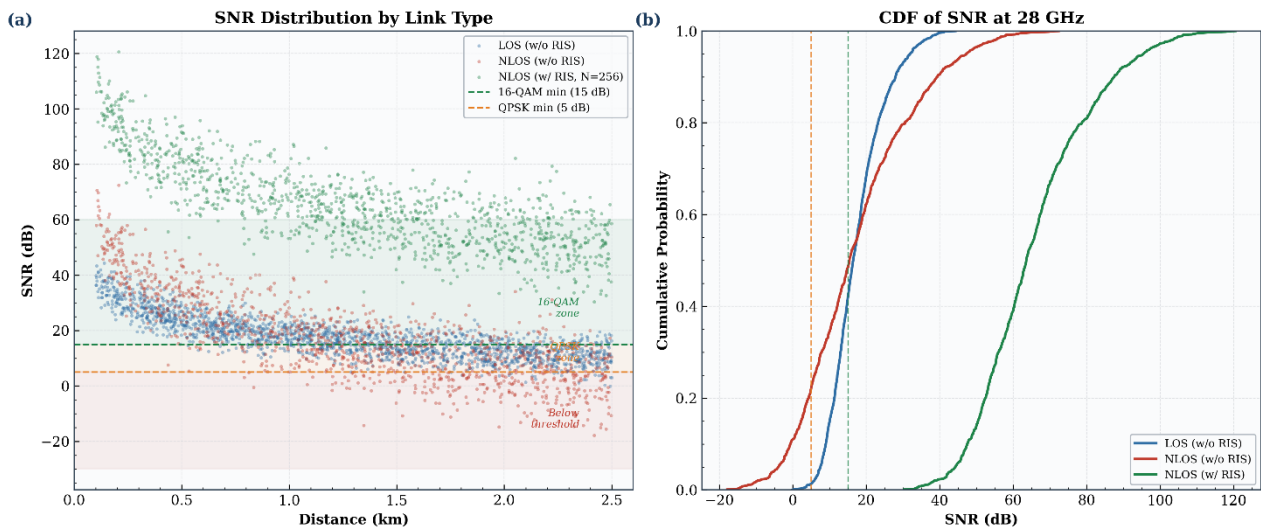 (a)
SNR Distribution by Link Type
LOS (w/o RIS)
NLOS (w/o RIS)
NLOS (w/ RIS, N=256)
16-QAM min (15 dB)
QPSK min (5 dB)
120
100
80
60
40
20
0
−20
SNR (dB)
16-QAM
zone
zone
Below
threshold
0.0 0.5 1.0 1.5 2.0 2.5
Distance (km)
(b)
CDF of SNR at 28 GHz
1.0
0.8
0.6
0.4
0.2
0.0
Cumulative Probability
LOS (w/o RIS)
NLOS (w/o RIS)
NLOS (w/ RIS)
−20 0 20 40 60 80 100 120
SNR (dB)